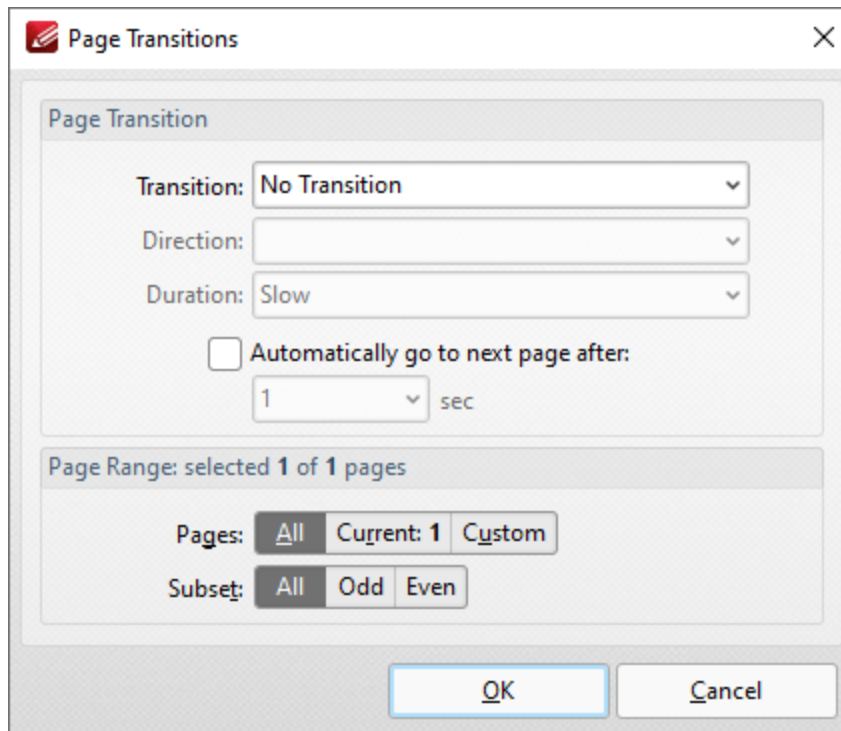 Page Transitions
Page Transition
Transition: No Transition
Direction:
Duration: Slow
Automatically go to next page after:
1 sec
Page Range: selected 1 of 1 pages
Pages: All Current: 1 Custom
Subset: All Odd Even
OK Cancel